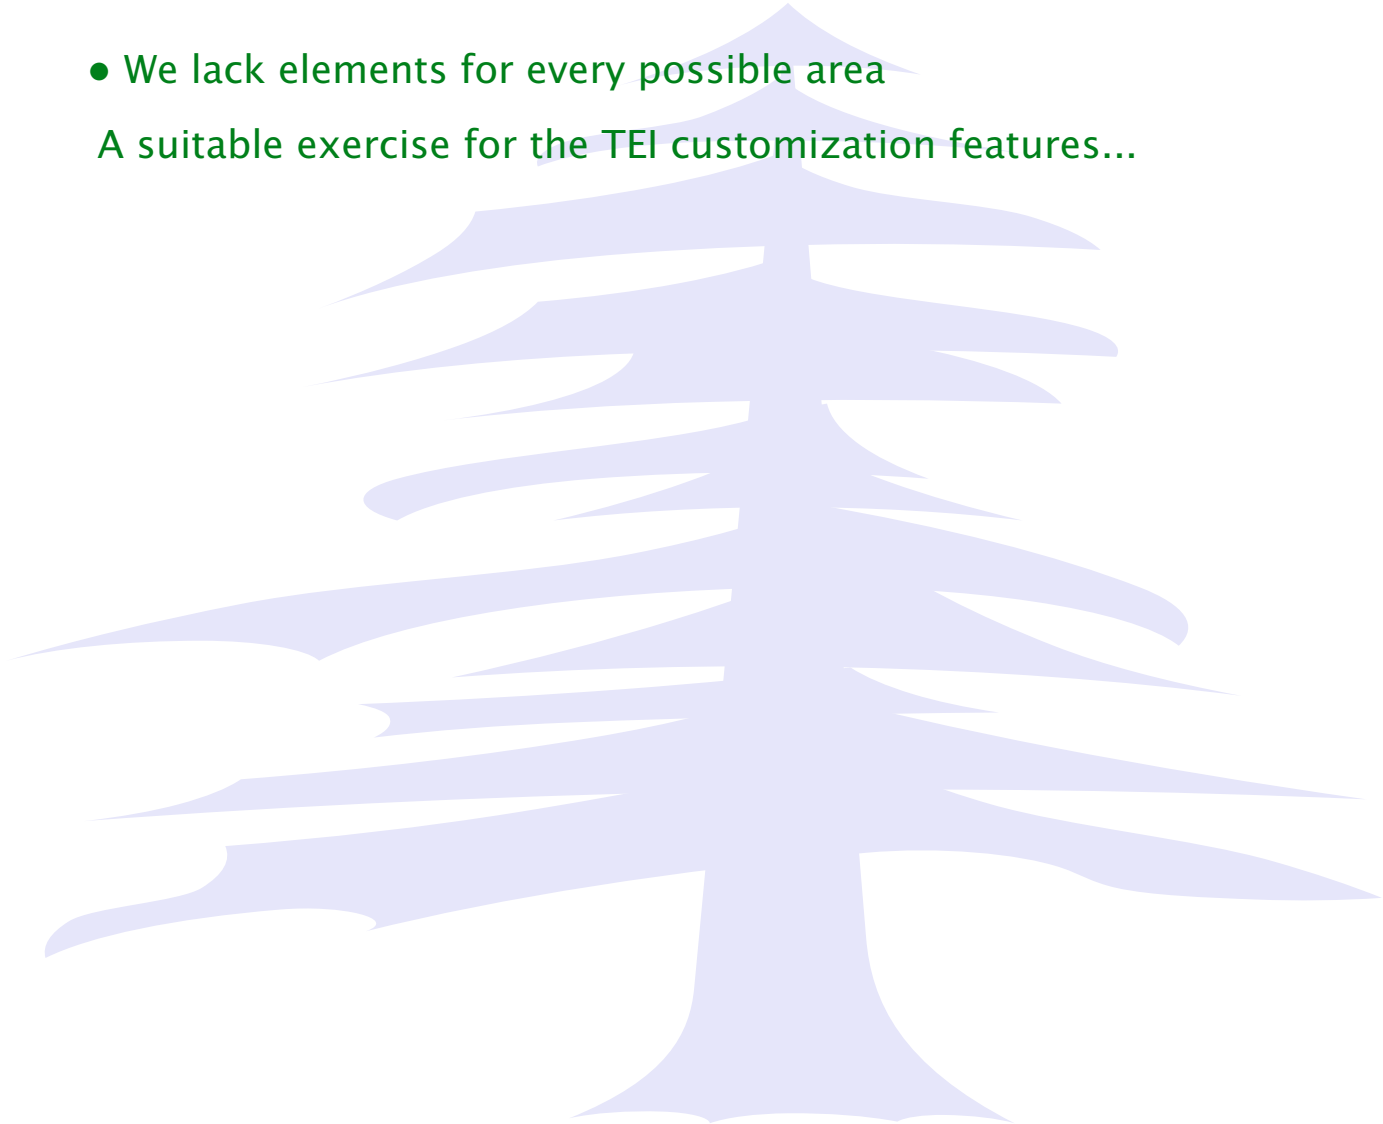 • We lack elements for every possible area
A suitable exercise for the TEI customization features...